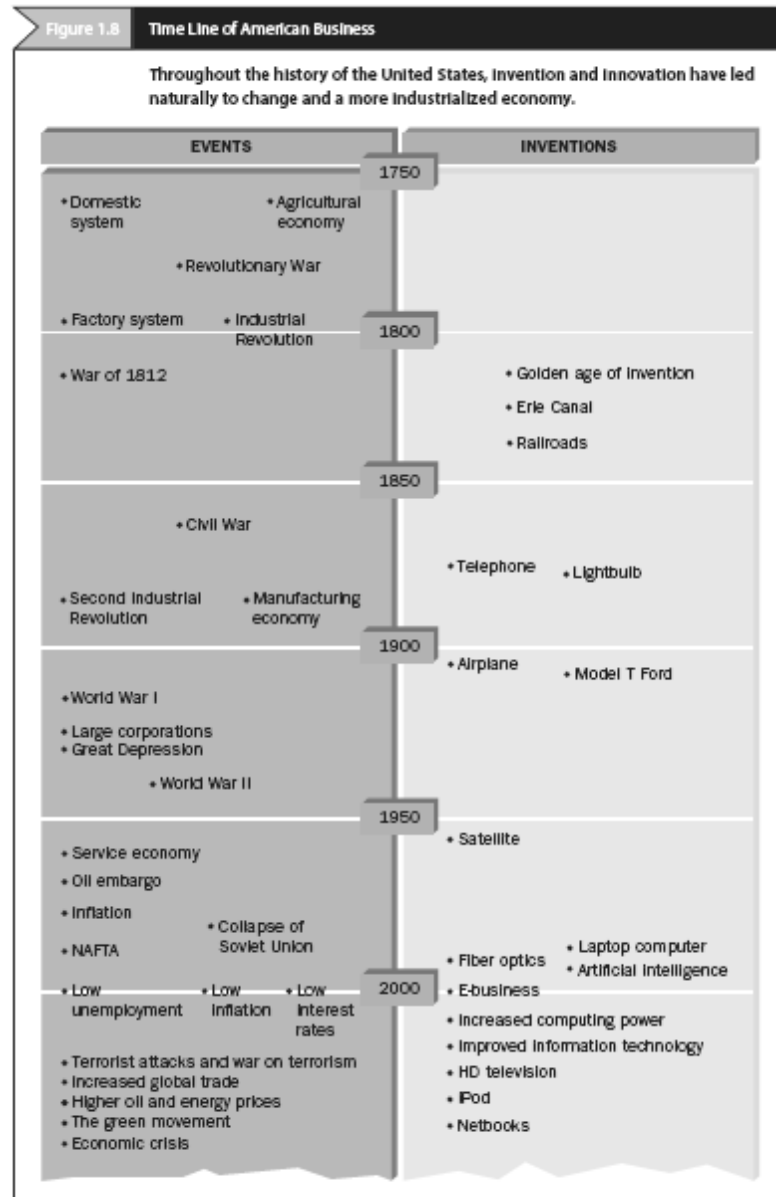 Figure 1.8 Time Line of American Business
Throughout the history of the United States, invention and innovation have led
naturally to change and a more industrialized economy.
EVENTS
INVENTIONS
1750
• Domestic
system
• Agricultural
economy
• Revolutionary War
• Factory system
• Industrial
Revolution
1800
• War of 1812
• Golden age of invention
• Erie Canal
• Railroads
1850
• Civil War
• Telephone
• Lightbulb
• Second Industrial
Revolution
• Manufacturing
economy
1900
• Airplane
• Model T Ford
• World War I
• Large corporations
• Great Depression
• World War II
1950
• Satellite
• Service economy
• Oil embargo
• Inflation
• Collapse of
Soviet Union
• NAFTA
• Fiber optics
• Laptop computer
• Artificial intelligence
• Low
unemployment
• Low
inflation
• Low
interest
rates
2000
• E-business
• Increased computing power
• Improved information technology
• HD television
• iPod
• Netbooks
• Terrorist attacks and war on terrorism
• Increased global trade
• Higher oil and energy prices
• The green movement
• Economic crisis